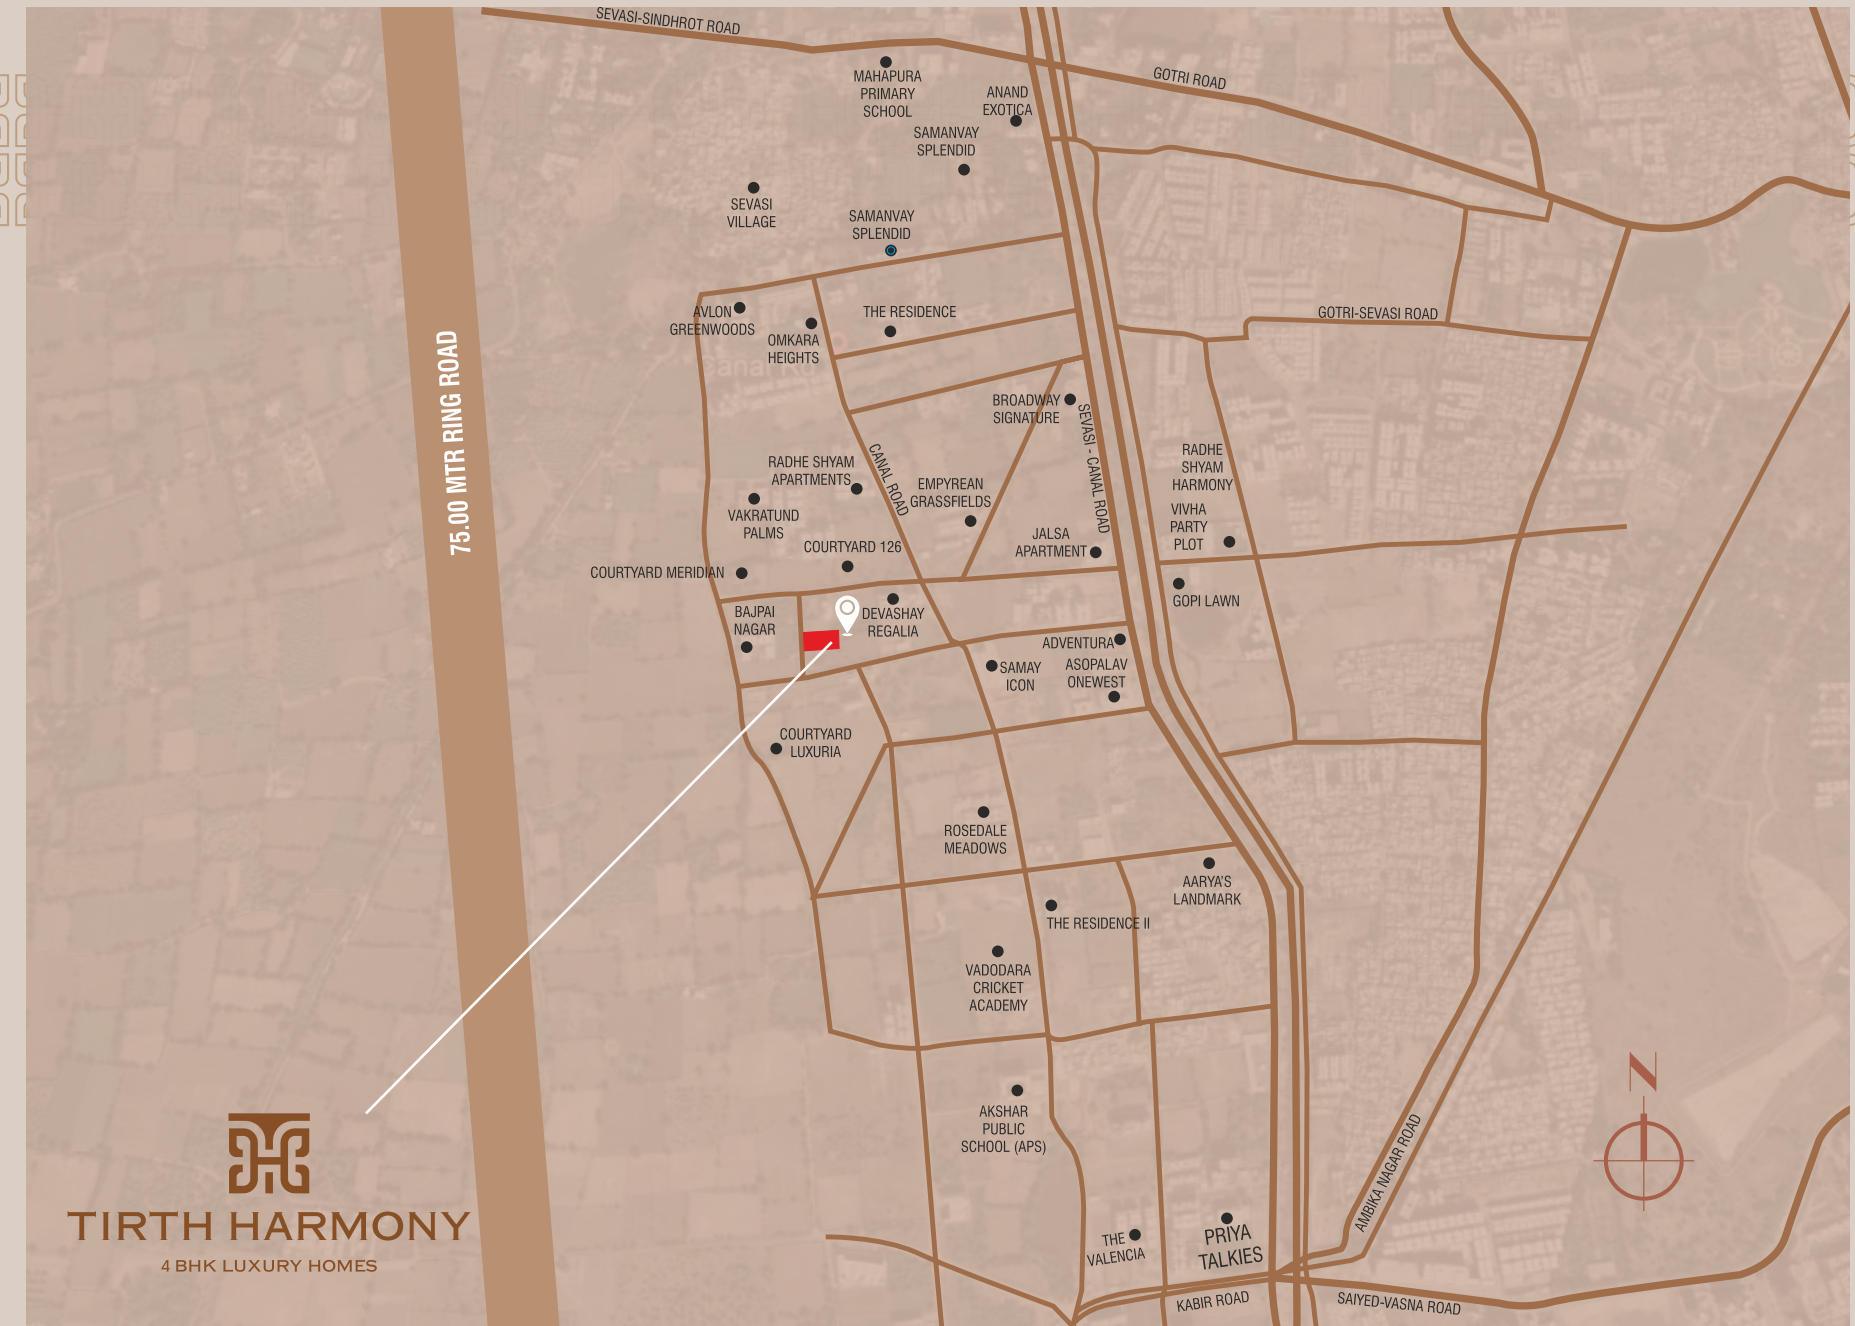 SEVASI-SINDHROT ROAD
GOTRI ROAD
MAHAPURA
PRIMARY
SCHOOL
ANAND
EXOTICA
SAMANVAY
SPLENDID
SEVASI
VILLAGE
SAMANVAY
SPLENDID
AVLON
GREENWOODS
OMKARA
HEIGHTS
THE RESIDENCE
GOTRI-SEVASI ROAD
75.00 MTR RING ROAD
BROADWAY
SIGNATURE
SEVASI - CANAL ROAD
CANAL ROAD
RADHE SHYAM
APARTMENTS
EMPYREAN
GRASSFIELDS
RADHE
SHYAM
HARMONY
VIVHA
PARTY
PLOT
VAKRATUND
PALMS
COURTYARD 126
JALSA
APARTMENT
COURTYARD MERIDIAN
GOPI LAWN
BAJPAI
NAGAR
DEVASHAY
REGALIA
ADVENTURA
SAMAY
ICON
ASOPALAV
ONEWEST
COURTYARD
LUXURIA
ROSEDALE
MEADOWS
AARYA'S
LANDMARK
THE RESIDENCE II
VADODARA
CRICKET
ACADEMY
AKSHAR
PUBLIC
SCHOOL (APS)
N
AMBIKA NAGAR ROAD
THE
VALENCIA
PRIYA
TALKIES
KABIR ROAD
SAIYED-VASNA ROAD
TIRTH HARMONY
4 BHK LUXURY HOMES